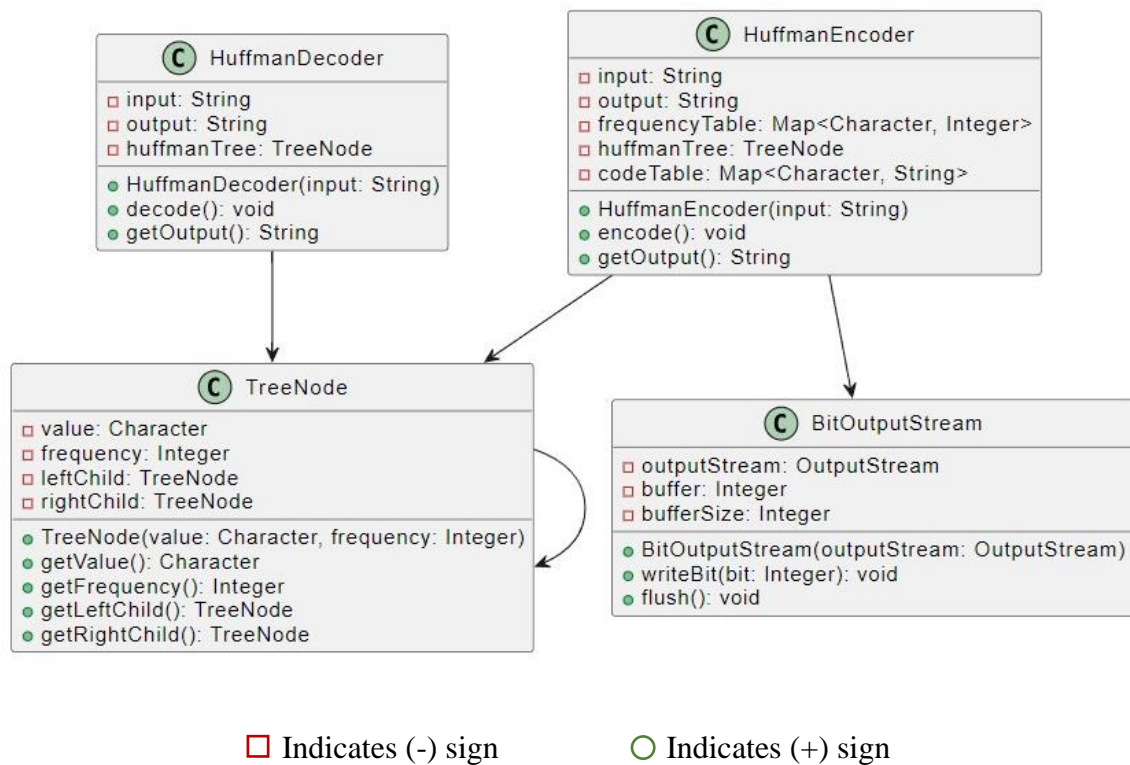 C HuffmanDecoder
input: String
output: String
huffmanTree: TreeNode
HuffmanDecoder(input: String)
decode(): void
getOutput(): String
C HuffmanEncoder
input: String
output: String
frequencyTable: Map<Character, Integer>
huffmanTree: TreeNode
codeTable: Map<Character, String>
HuffmanEncoder(input: String)
encode(): void
getOutput(): String
C TreeNode
value: Character
frequency: Integer
leftChild: TreeNode
rightChild: TreeNode
TreeNode(value: Character, frequency: Integer)
getValue(): Character
getFrequency(): Integer
getLeftChild(): TreeNode
getRightChild(): TreeNode
C BitOutputStream
outputStream: OutputStream
buffer: Integer
bufferSize: Integer
BitOutputStream(outputStream: OutputStream)
writeBit(bit: Integer): void
flush(): void
Indicates (-) sign
Indicates (+) sign